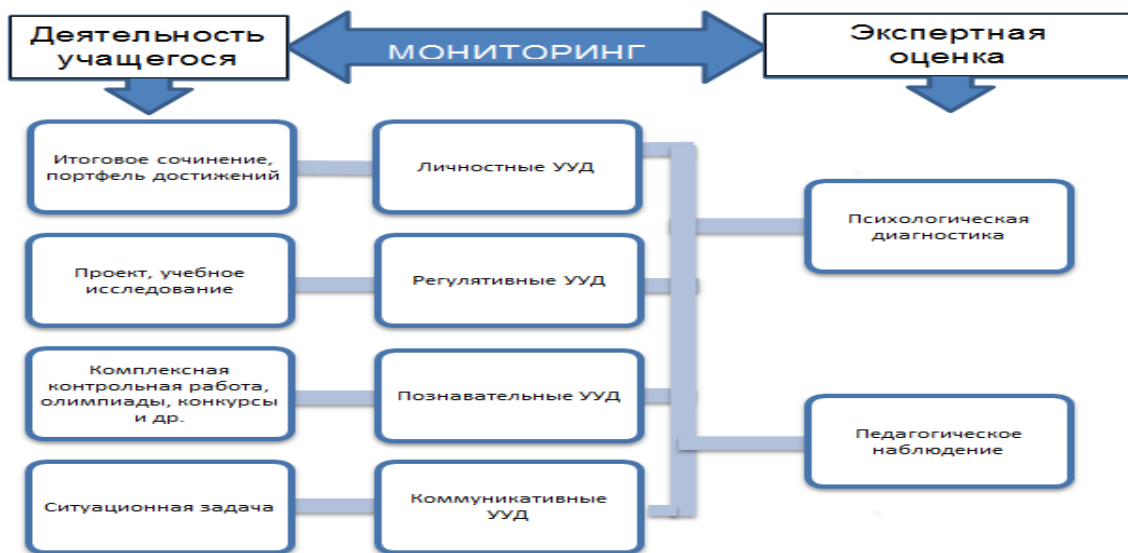 Деятельность
учащегося
МОНИТОРИНГ
Экспертная
оценка
Итоговое сочинение,
портфель достижений
Личностные УУД
Психологическая
диагностика
Проект, учебное
исследование
Регулятивные УУД
Комплексная
контрольная работа,
олимпиады, конкурсы
и др.
Познавательные УУД
Педагогическое
наблюдение
Ситуационная задача
Коммуникативные
УУД